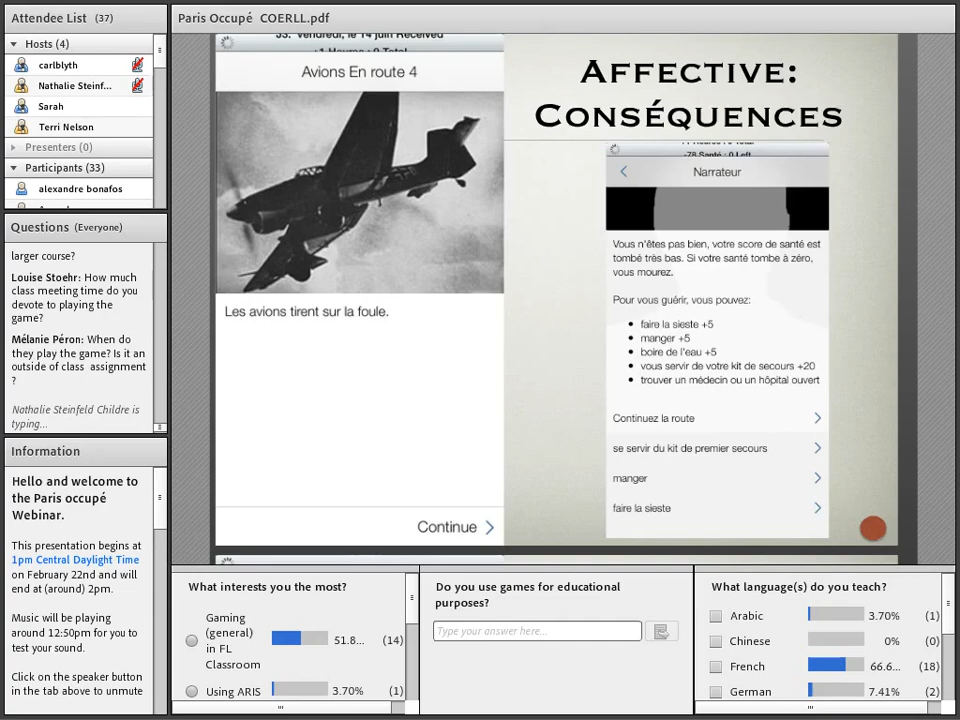 Attendee List (37)
Hosts (4)
carlblyth
Nathalie Steinf...
Sarah
Terri Nelson
Presenters (0)
Participants (33)
alexandre bonafos
Questions (Everyone)
larger course?
Louise Stoehr: How much
class meeting time do you
devote to playing the
game?
Mélanie Péron: When do
they play the game? Is it an
outside of class assignment
?
Nathalie Steinfeld Childre is
typing...
Information
Hello and welcome to
the Paris occupé
Webinar.
This presentation begins at
1pm Central Daylight Time
on February 22nd and will
end at (around) 2pm.
Music will be playing
around 12:50pm for you to
test your sound.
Click on the speaker button
in the tab above to unmute
Paris Occupé COERLL.pdf
33. Vendredi, le 14 juin Received
+1 Heures : 0 Total
Avions En route 4
Les avions tirent sur la foule.
Continue
Affective:
Conséquences
-78 Santé : 0 Left
Narrateur
Vous n'êtes pas bien, votre score de santé est
tombé très bas. Si votre santé tombe à zéro,
vous mourez.
Pour vous guérir, vous pouvez:
• faire la sieste +5
• manger +5
• boire de l'eau +5
• vous servir de votre kit de secours +20
• trouver un médecin ou un hôpital ouvert
Continuez la route
se servir du kit de premier secours
manger
faire la sieste
What interests you the most?
Gaming
(general)
in FL
Classroom
51.8... (14)
Using ARIS 3.70% (1)
Do you use games for educational
purposes?
Type your answer here...
What language(s) do you teach?
Arabic 3.70% (1)
Chinese 0% (0)
French 66.6... (18)
German 7.41% (2)